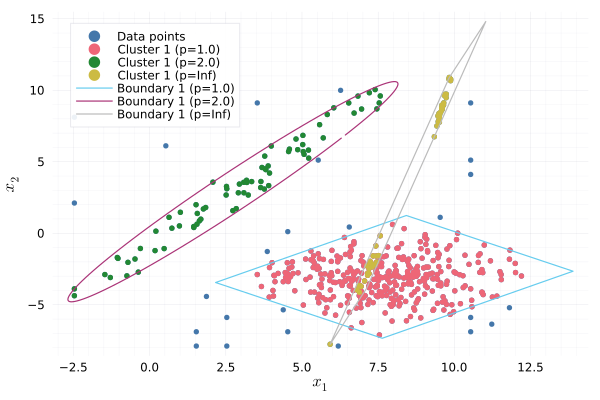 15
10
5
0
−5
−2.5
0.0
2.5
5.0
7.5
10.0
12.5
x₁
x₂
Data points
Cluster 1 (p=1.0)
Cluster 1 (p=2.0)
Cluster 1 (p=Inf)
Boundary 1 (p=1.0)
Boundary 1 (p=2.0)
Boundary 1 (p=Inf)